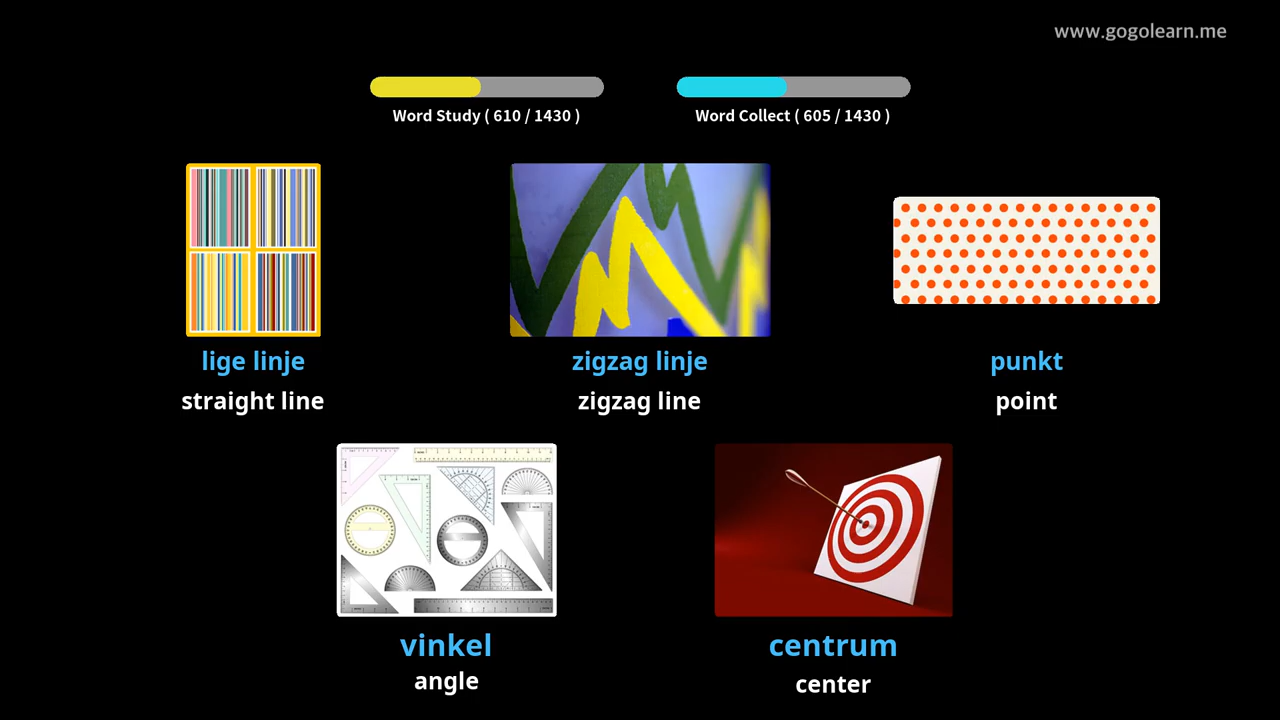 www.gogolearn.me
Word Study ( 610 / 1430 )
Word Collect ( 605 / 1430 )
lige linje
zigzag linje
punkt
straight line
zigzag line
point
vinkel
centrum
angle
center